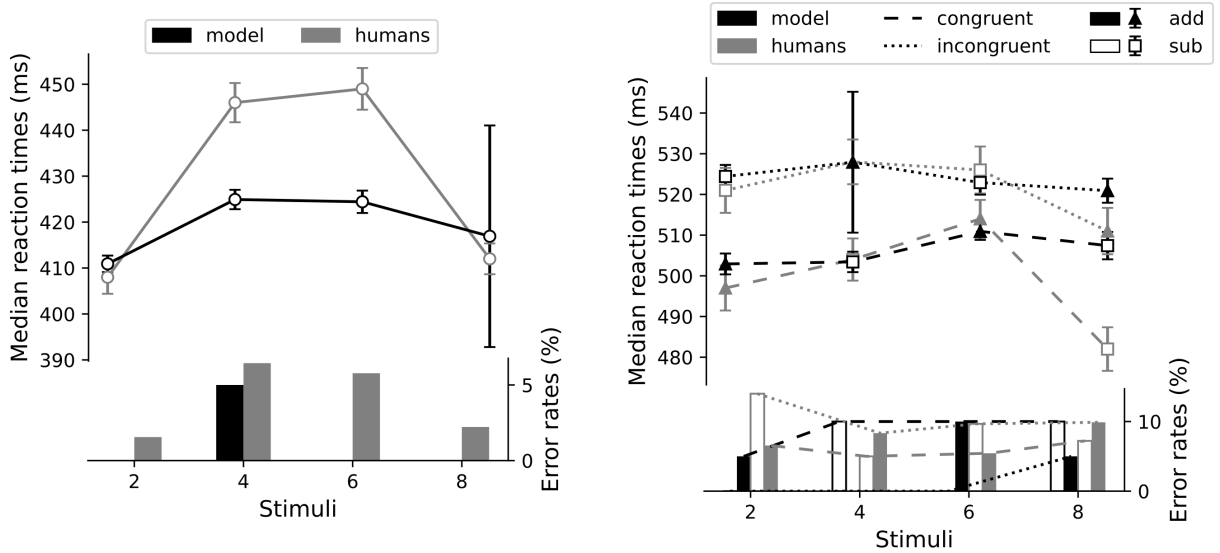 model humans
Median reaction times (ms)
450
440
430
420
410
400
390
5
0
Error rates (%)
2 4 6 8
Stimuli
model congruent add
humans incongruent sub
Median reaction times (ms)
540
530
520
510
500
490
480
10
0
Error rates (%)
2 4 6 8
Stimuli